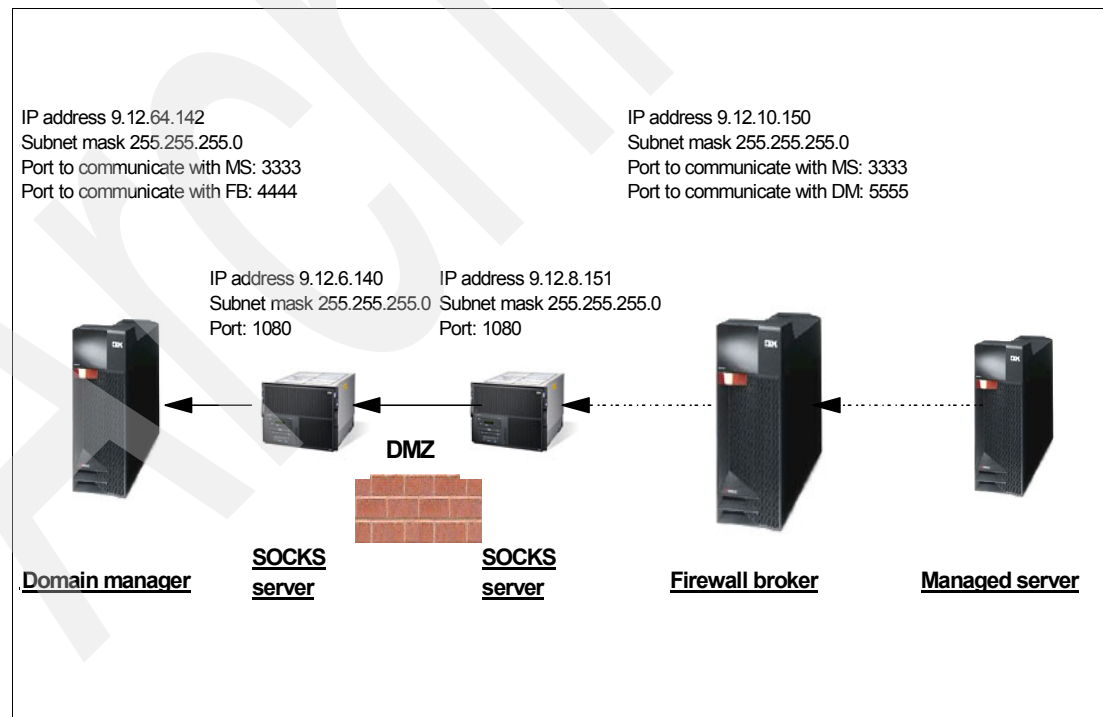 IP address 9.12.64.142
Subnet mask 255.255.255.0
Port to communicate with MS: 3333
Port to communicate with FB: 4444
IP address 9.12.10.150
Subnet mask 255.255.255.0
Port to communicate with MS: 3333
Port to communicate with DM: 5555
IP address 9.12.6.140
Subnet mask 255.255.255.0
Port: 1080
IP address 9.12.8.151
Subnet mask 255.255.255.0
Port: 1080
DMZ
Domain manager
SOCKS
server
SOCKS
server
Firewall broker
Managed server